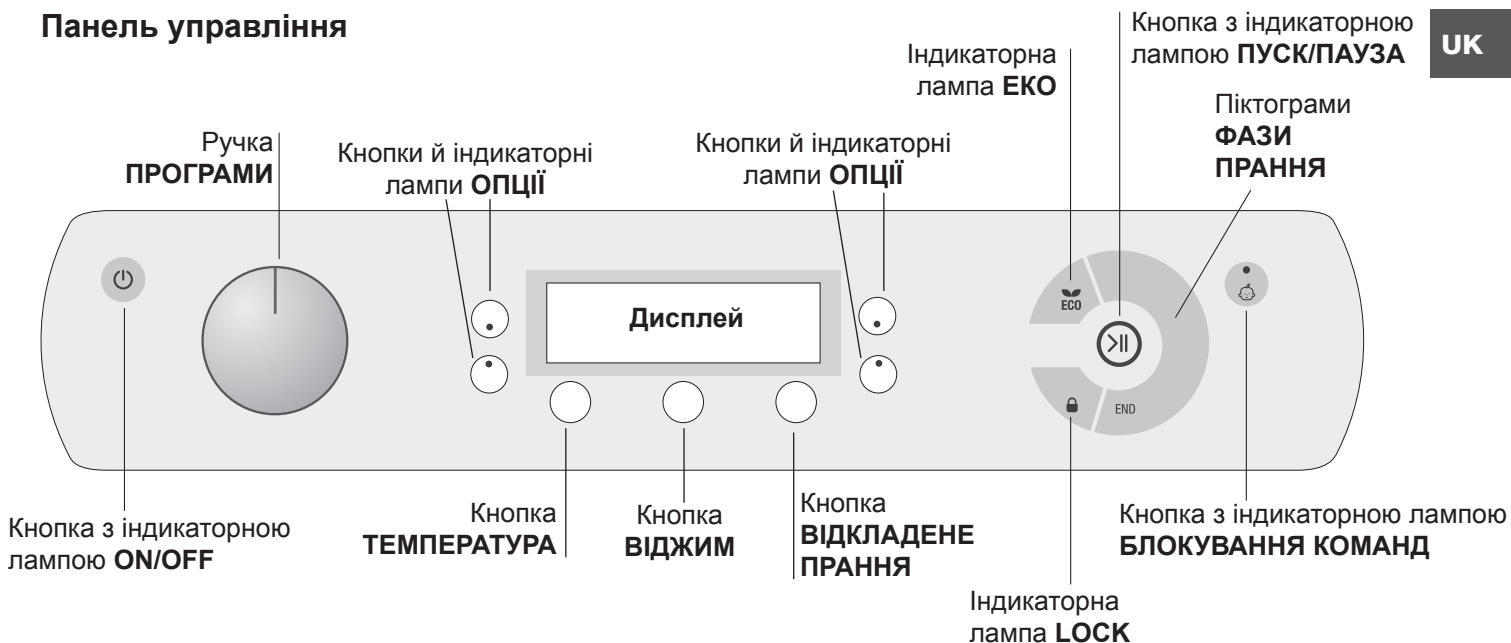 Панель управління
Кнопка з індикаторною
лампою ПУСК/ПАУЗА
UK
Індикаторна
лампа ЕКО
Піктограми
ФАЗИ
ПРАННЯ
Ручка
ПРОГРАМИ
Кнопки й індикаторні
лампи ОПЦІЇ
Кнопки й індикаторні
лампи ОПЦІЇ
ECO
Дисплей
END
Кнопка з індикаторною
лампою ON/OFF
Кнопка
ТЕМПЕРАТУРА
Кнопка
ВІДЖИМ
Кнопка
ВІДКЛАДЕНЕ
ПРАННЯ
Кнопка з індикаторною лампою
БЛОКУВАННЯ КОМАНД
Індикаторна
лампа LOCK